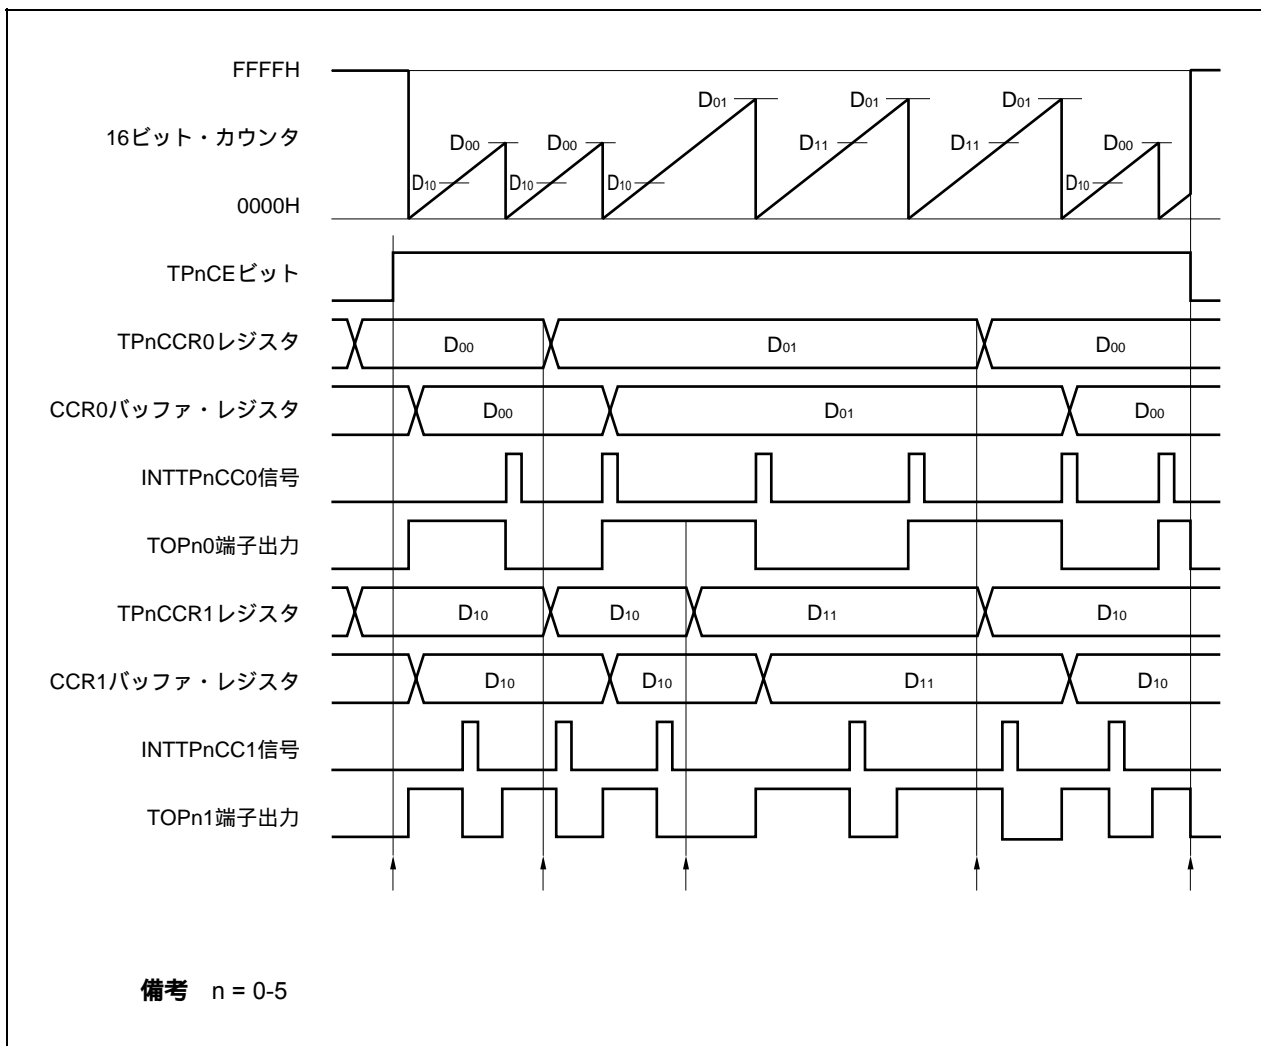 FFFFH
16ビット・カウンタ
0000H
D00 D00 D01 D01 D01 D00
D10 D10 D10 D11 D11 D10
TPnCEビット
TPnCCR0レジスタ D00 D01 D00
CCR0バッファ・レジスタ D00 D01 D00
INTTPnCC0信号
TOPn0端子出力
TPnCCR1レジスタ D10 D10 D11 D10
CCR1バッファ・レジスタ D10 D10 D11 D10
INTTPnCC1信号
TOPn1端子出力
備考 n = 0-5